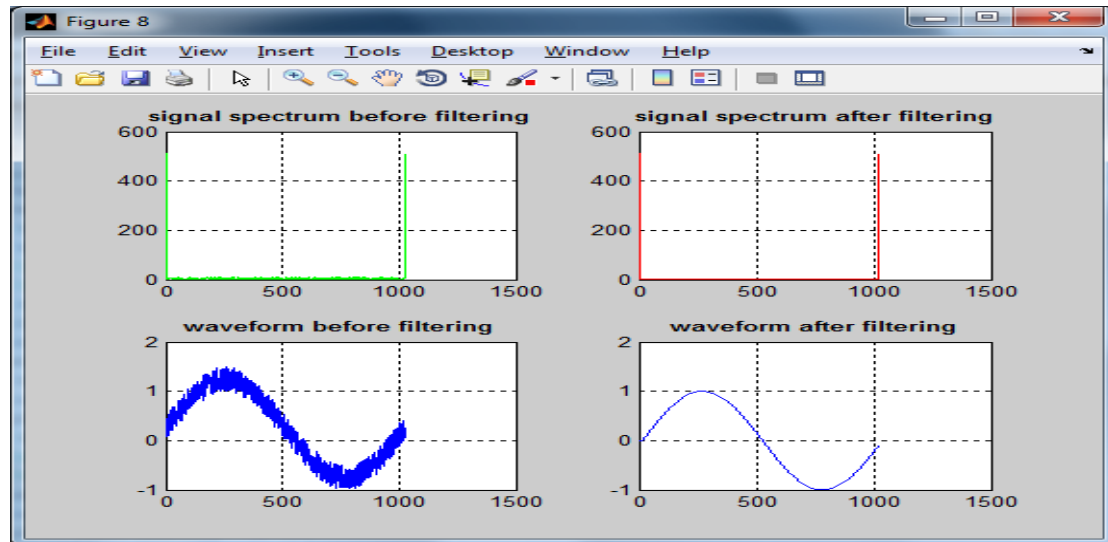 Figure 8
File Edit View Insert Tools Desktop Window Help
signal spectrum before filtering
600
400
200
0
0 500 1000 1500
signal spectrum after filtering
600
400
200
0
0 500 1000 1500
waveform before filtering
2
1
0
-1
0 500 1000 1500
waveform after filtering
2
1
0
-1
0 500 1000 1500